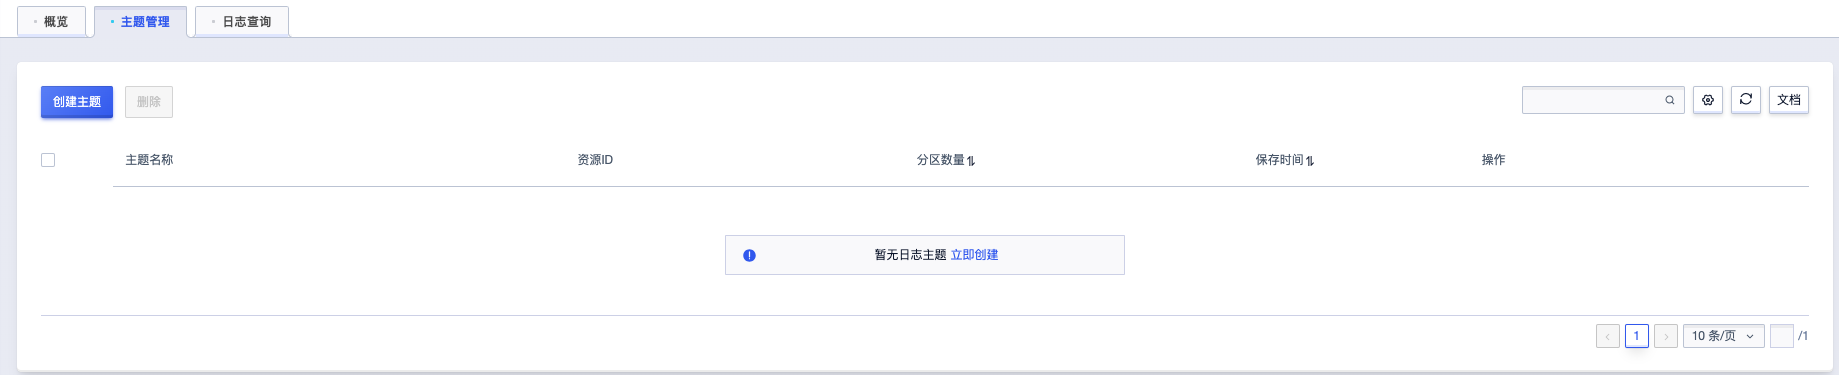 概览 主题管理 日志查询
创建主题 删除 文档
主题名称 资源ID 分区数量 保存时间 操作
暂无日志主题 立即创建
1 10 条/页 /1